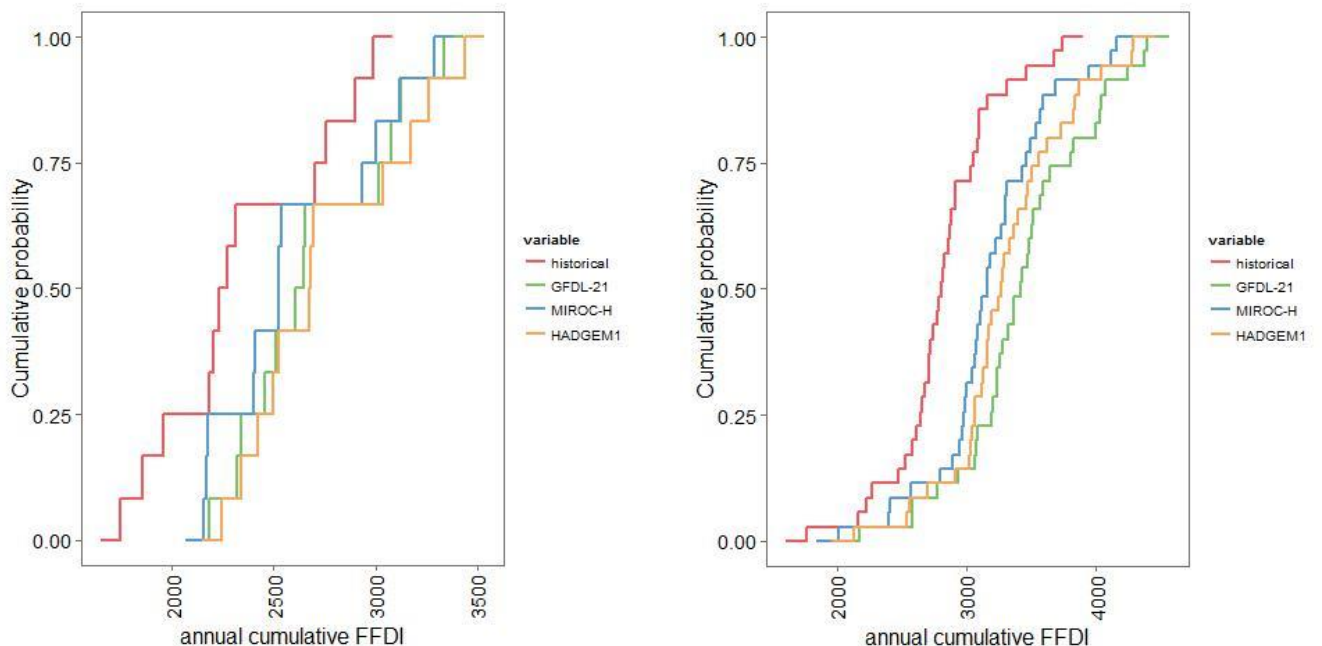 1.00
0.75
0.50
0.25
0.00
Cumulative probability
2000
2500
3000
3500
annual cumulative FFDI
variable
historical
GFDL-21
MIROC-H
HADGEM1
1.00
0.75
0.50
0.25
0.00
Cumulative probability
2000
3000
4000
annual cumulative FFDI
variable
historical
GFDL-21
MIROC-H
HADGEM1